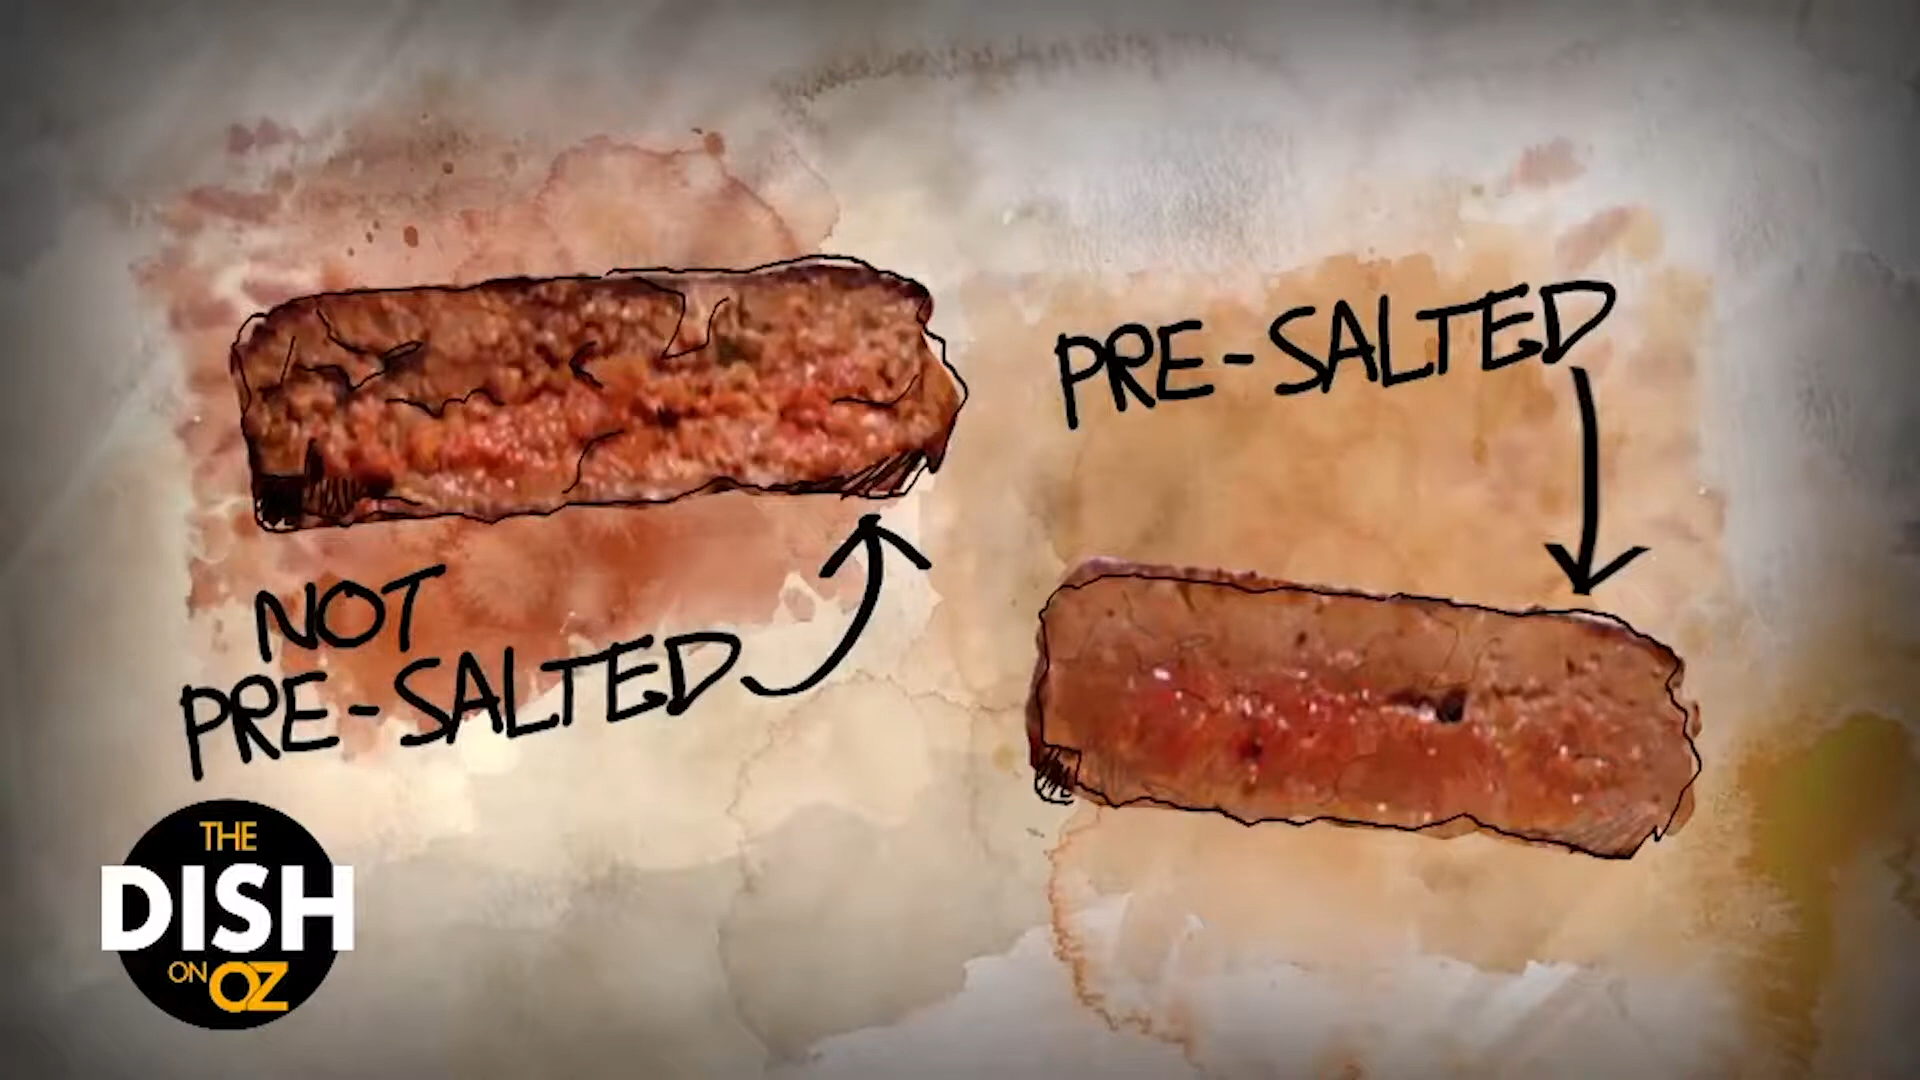 PRE-SALTED
NOT
PRE-SALTED
THE
DISH
ON OZ